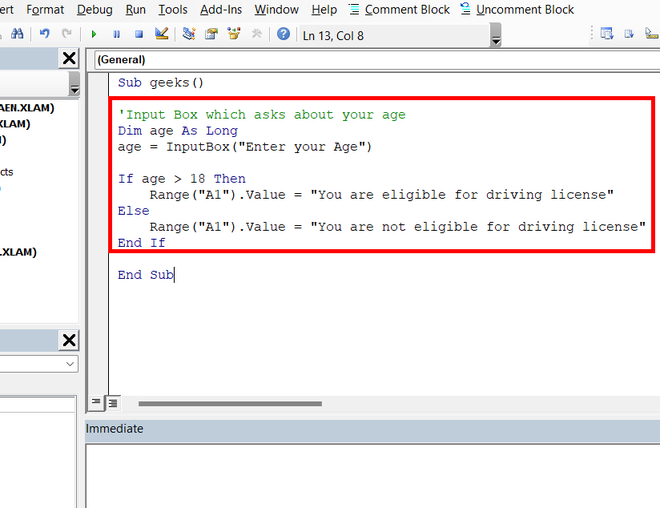 ert Format Debug Run Tools Add-Ins Window Help Comment Block Uncomment Block
Ln 13, Col 8
(General)
AEN.XLAM)
XLAM)
)
cts
.XLAM)
Sub geeks()
'Input Box which asks about your age
Dim age As Long
age = InputBox("Enter your Age")
If age > 18 Then
Range("A1").Value = "You are eligible for driving license"
Else
Range("A1").Value = "You are not eligible for driving license"
End If
End Sub
Immediate